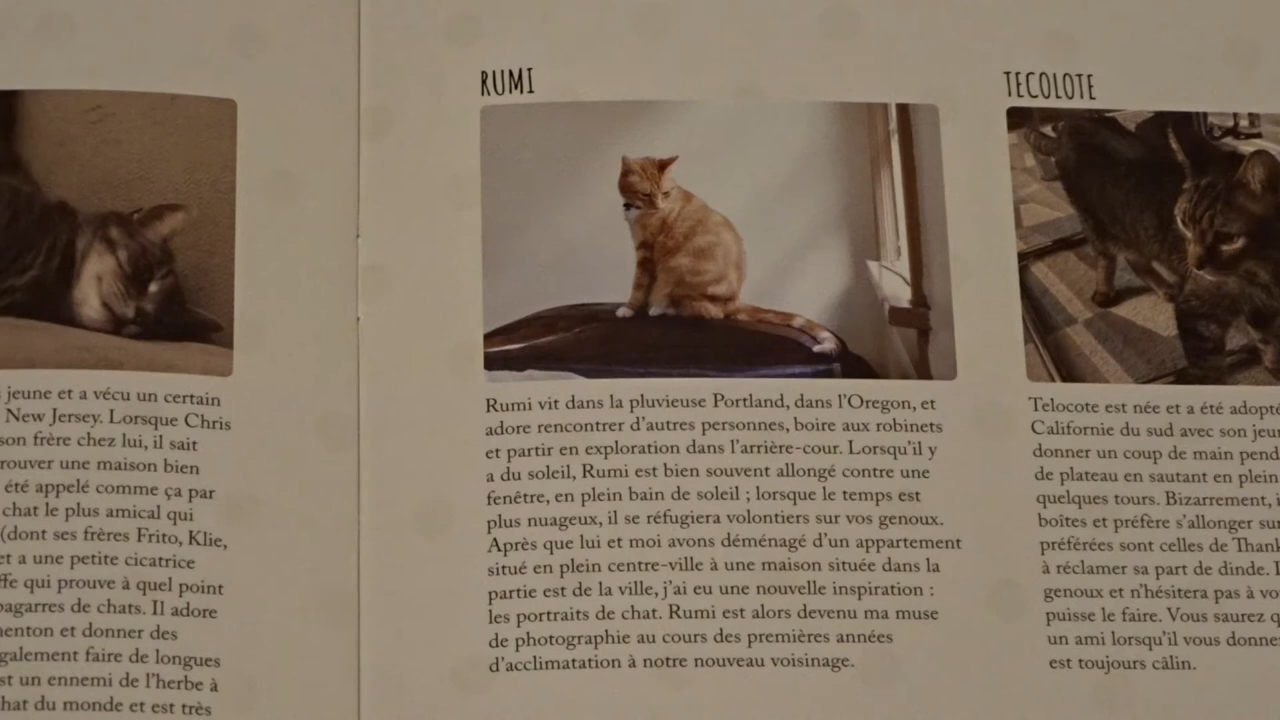 jeune et a vécu un certain
New Jersey. Lorsque Chris
son frère chez lui, il sait
rouver une maison bien
été appelé comme ça par
chat le plus amical qui
(dont ses frères Frito, Klie,
et a une petite cicatrice
ffe qui prouve à quel point
bagarres de chats. Il adore
menton et donner des
galement faire de longues
st un ennemi de l'herbe à
hat du monde et est très
RUMI
Rumi vit dans la pluvieuse Portland, dans l'Oregon, et
adore rencontrer d'autres personnes, boire aux robinets
et partir en exploration dans l'arrière-cour. Lorsqu'il y
a du soleil, Rumi est bien souvent allongé contre une
fenêtre, en plein bain de soleil ; lorsque le temps est
plus nuageux, il se réfugiera volontiers sur vos genoux.
Après que lui et moi avons déménagé d'un appartement
situé en plein centre-ville à une maison située dans la
partie est de la ville, j'ai eu une nouvelle inspiration :
les portraits de chat. Rumi est alors devenu ma muse
de photographie au cours des premières années
d'acclimatation à notre nouveau voisinage.
TECOLOTE
Telocote est née et a été adopté
Californie du sud avec son jeun
donner un coup de main pend
de plateau en sautant en plein
quelques tours. Bizarrement, i
boîtes et préfère s'allonger sur
préférées sont celles de Thank
à réclamer sa part de dinde. I
genoux et n'hésitera pas à vo
puisse le faire. Vous saurez q
un ami lorsqu'il vous donne
est toujours câlin.